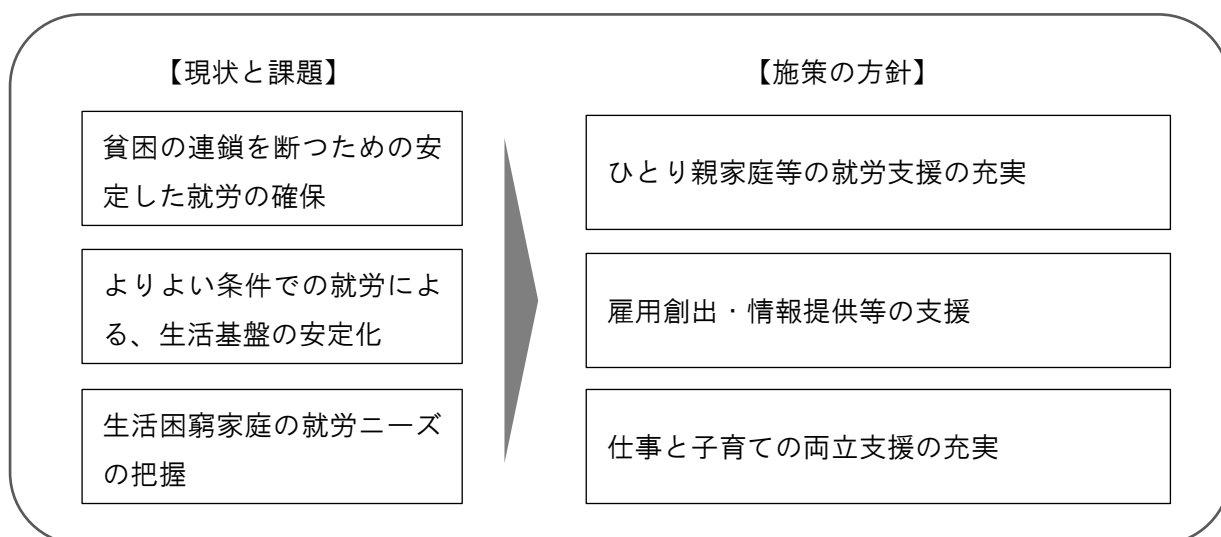 【現状と課題】
貧困の連鎖を断つための安
定した就労の確保
よりよい条件での就労によ
る、生活基盤の安定化
生活困窮家庭の就労ニーズ
の把握
【施策の方針】
ひとり親家庭等の就労支援の充実
雇用創出・情報提供等の支援
仕事と子育ての両立支援の充実